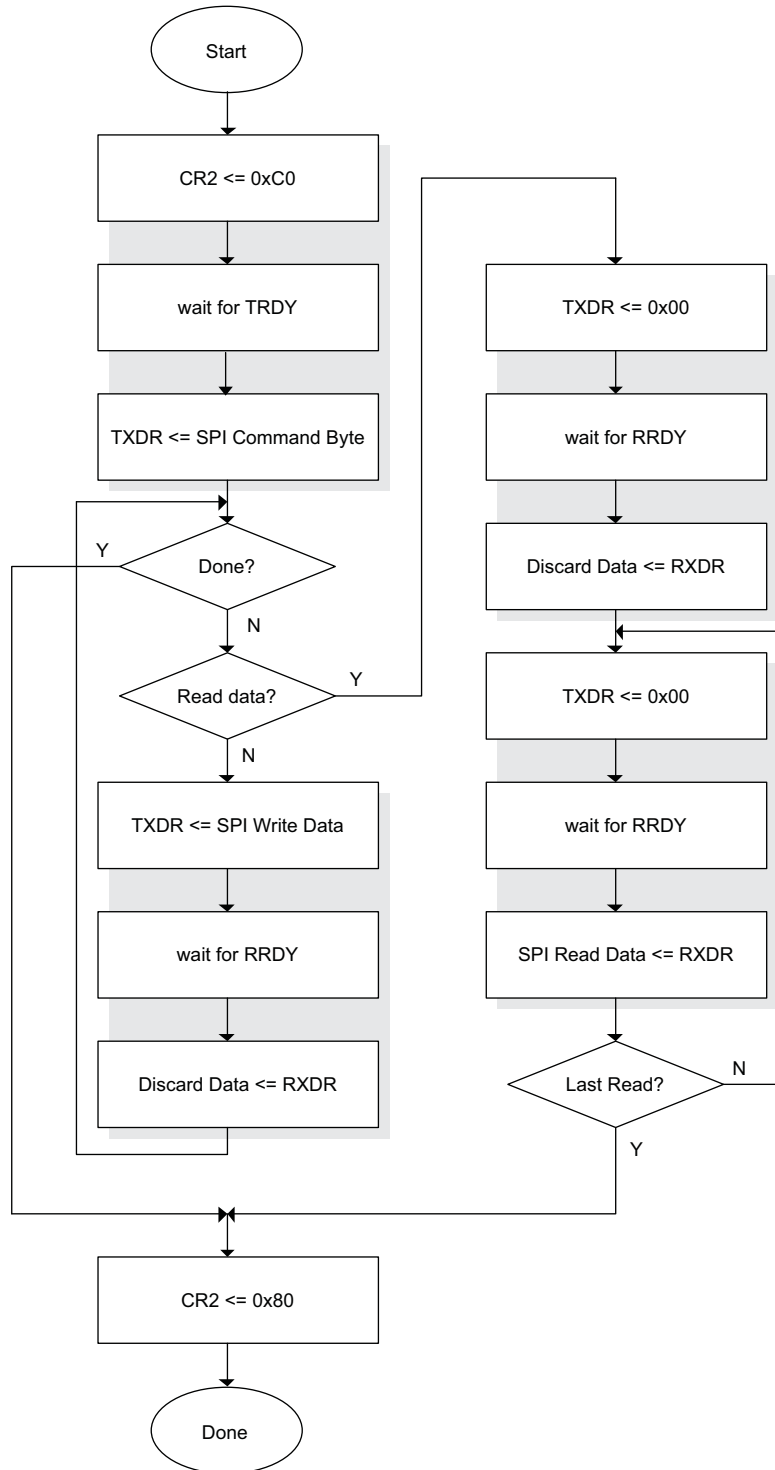 Start
CR2 <= 0xC0
wait for TRDY
TXDR <= SPI Command Byte
Y
Done?
N
Read data?
Y
N
TXDR <= SPI Write Data
wait for RRDY
Discard Data <= RXDR
TXDR <= 0x00
wait for RRDY
Discard Data <= RXDR
TXDR <= 0x00
wait for RRDY
SPI Read Data <= RXDR
Last Read?
N
Y
CR2 <= 0x80
Done